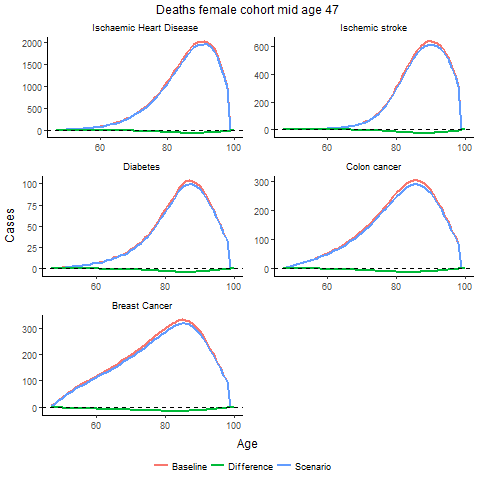 Deaths female cohort mid age 47
Ischaemic Heart Disease
Ischemic stroke
2000
1500
1000
500
0
60 80 100
600
400
200
0
60 80 100
Diabetes
Colon cancer
100
75
50
25
0
60 80 100
300
200
100
0
60 80 100
Breast Cancer
300
200
100
0
60 80 100
Cases
Age
Baseline Difference Scenario